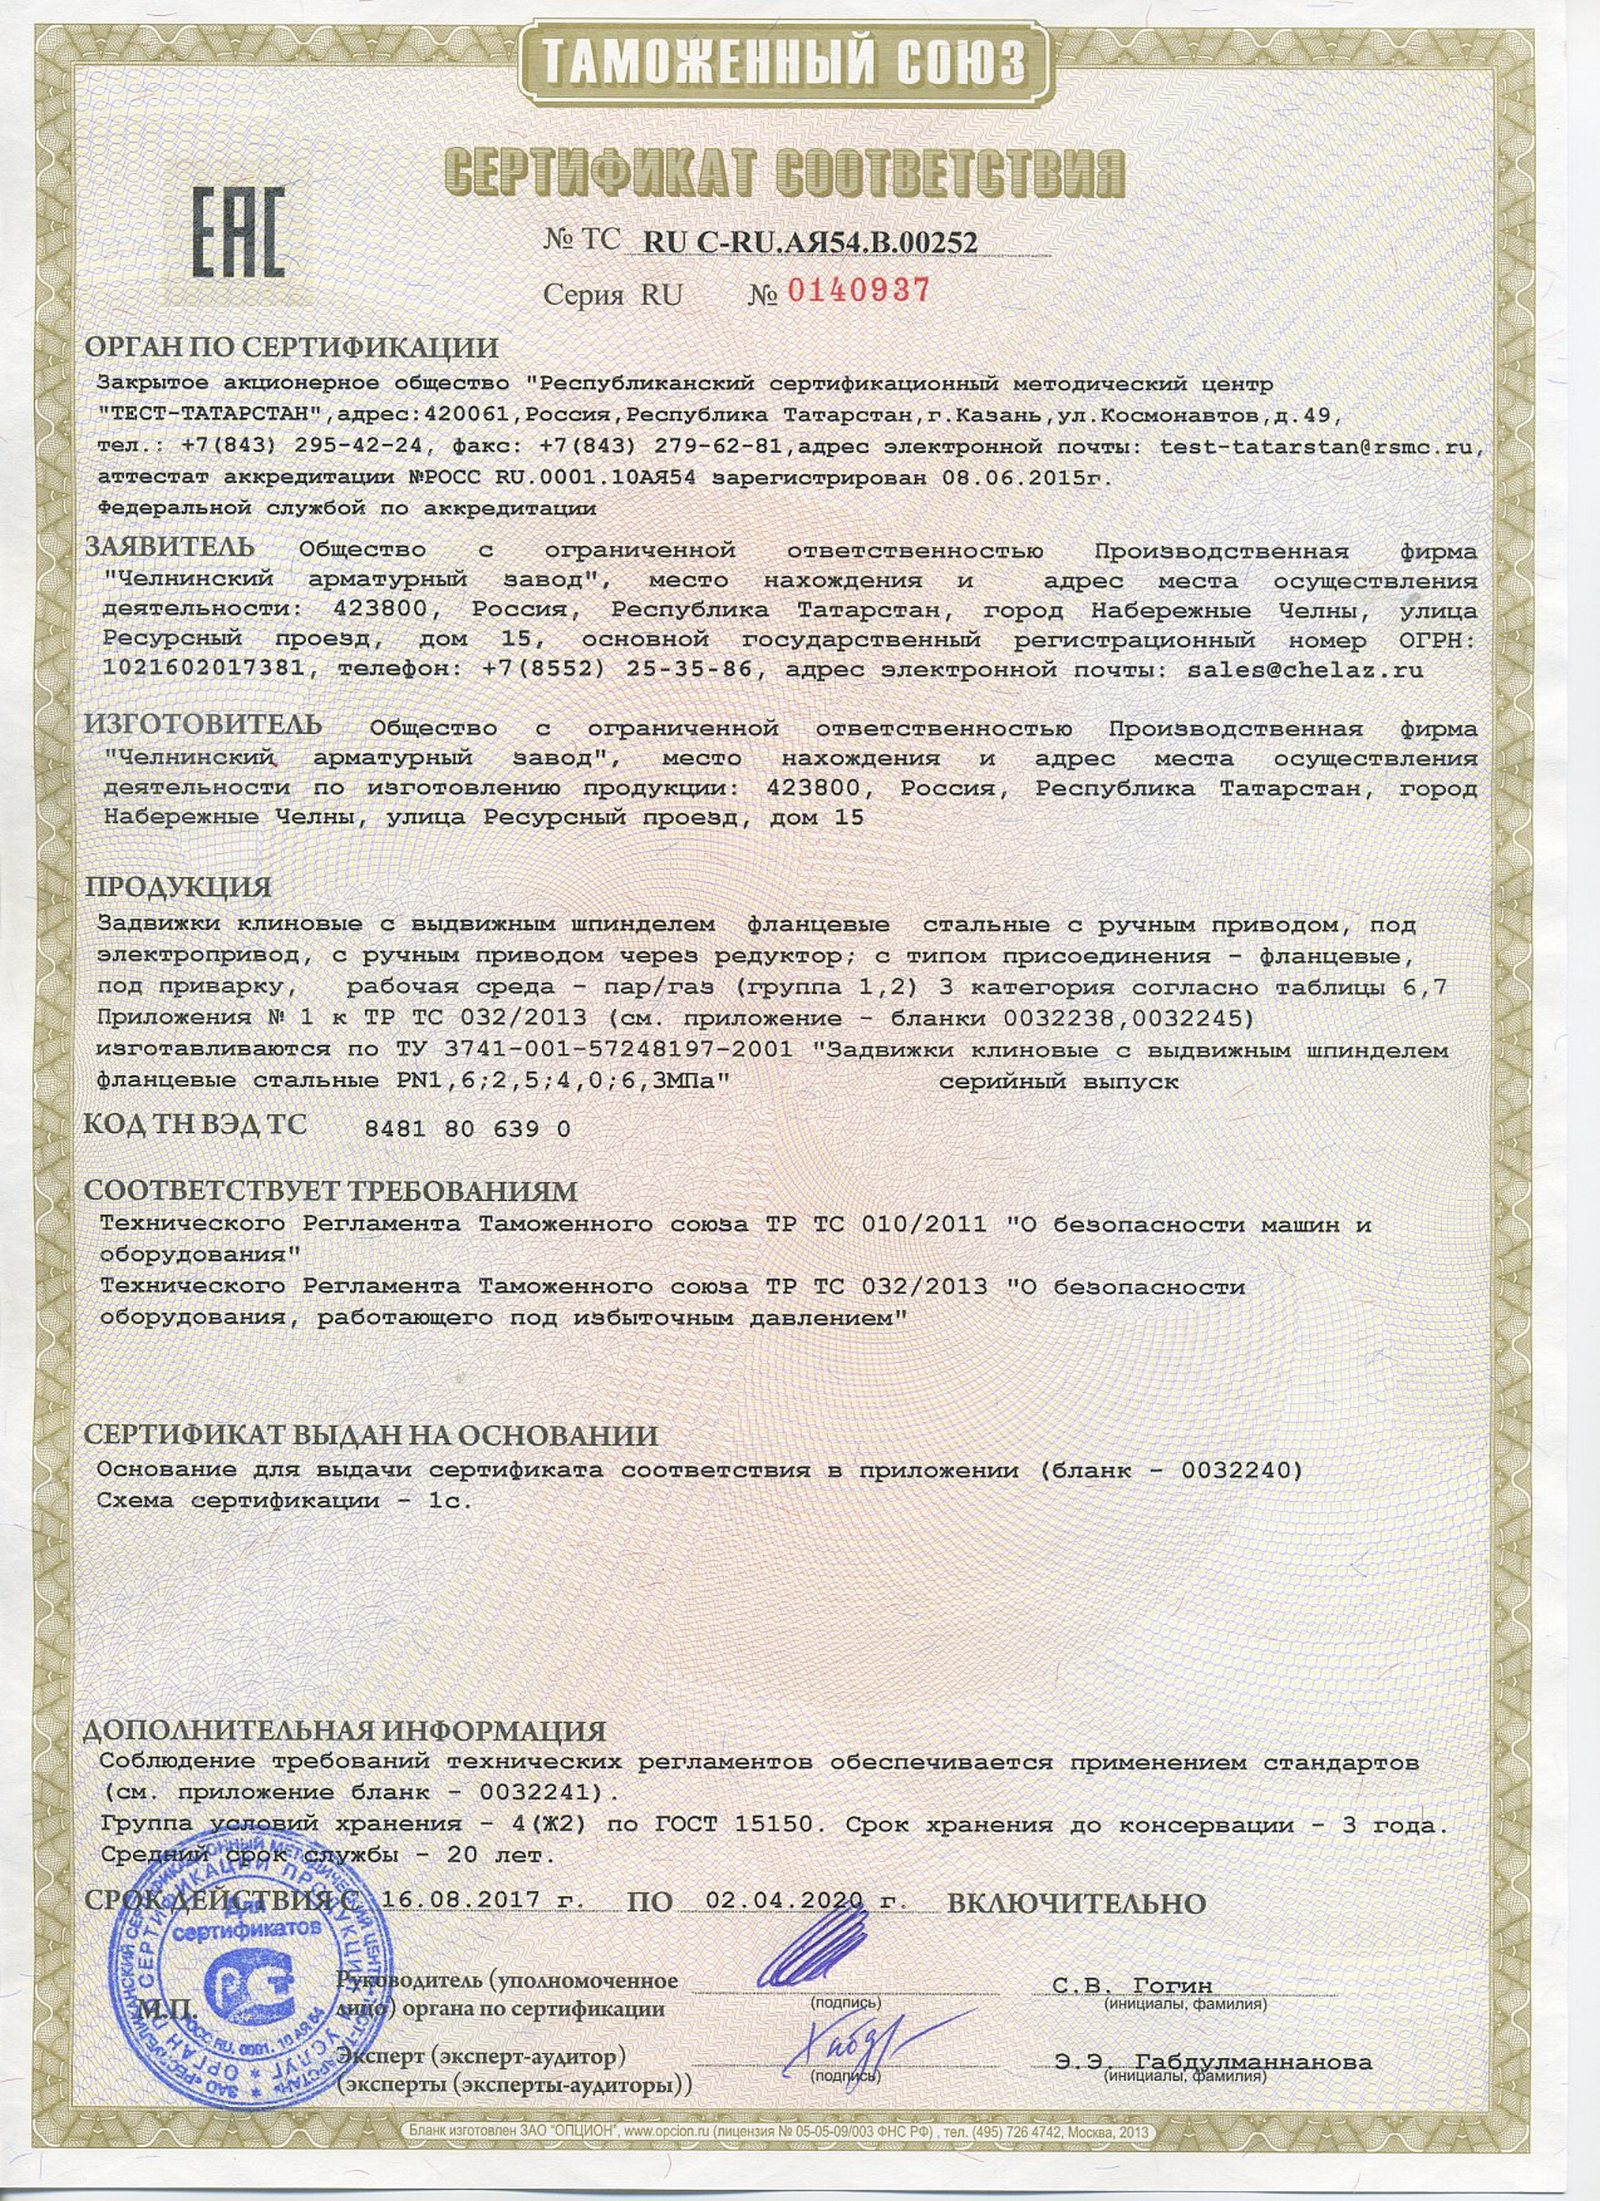 ТАМОЖЕННЫЙ СОЮЗ
СЕРТИФИКАТ СООТВЕТСТВИЯ
ЕАС
№ ТС RU С-RU.АЯ54.В.00252
Серия RU № 0140937
ОРГАН ПО СЕРТИФИКАЦИИ
Закрытое акционерное общество "Республиканский сертификационный методический центр
"ТЕСТ-ТАТАРСТАН",адрес:420061,Россия,Республика Татарстан,г.Казань,ул.Космонавтов,д.49,
тел.: +7(843) 295-42-24, факс: +7(843) 279-62-81,адрес электронной почты: test-tatarstan@rsmc.ru,
аттестат аккредитации №РОСС RU.0001.10АЯ54 зарегистрирован 08.06.2015г.
Федеральной службой по аккредитации
ЗАЯВИТЕЛЬ Общество с ограниченной ответственностью Производственная фирма
"Челнинский арматурный завод", место нахождения и адрес места осуществления
деятельности: 423800, Россия, Республика Татарстан, город Набережные Челны, улица
Ресурсный проезд, дом 15, основной государственный регистрационный номер ОГРН:
1021602017381, телефон: +7(8552) 25-35-86, адрес электронной почты: sales@chelaz.ru
ИЗГОТОВИТЕЛЬ Общество с ограниченной ответственностью Производственная фирма
"Челнинский арматурный завод", место нахождения и адрес места осуществления
деятельности по изготовлению продукции: 423800, Россия, Республика Татарстан, город
Набережные Челны, улица Ресурсный проезд, дом 15
ПРОДУКЦИЯ
Задвижки клиновые с выдвижным шпинделем фланцевые стальные с ручным приводом, под
электропривод, с ручным приводом через редуктор; с типом присоединения – фланцевые,
под приварку, рабочая среда – пар/газ (группа 1,2) 3 категория согласно таблицы 6,7
Приложения № 1 к ТР ТС 032/2013 (см. приложение – бланки 0032238,0032245)
изготавливаются по ТУ 3741-001-57248197-2001 "Задвижки клиновые с выдвижным шпинделем
фланцевые стальные PN1,6;2,5;4,0;6,3МПа" серийный выпуск
КОД ТН ВЭД ТС 8481 80 639 0
СООТВЕТСТВУЕТ ТРЕБОВАНИЯМ
Технического Регламента Таможенного союза ТР ТС 010/2011 "О безопасности машин и
оборудования"
Технического Регламента Таможенного союза ТР ТС 032/2013 "О безопасности
оборудования, работающего под избыточным давлением"
СЕРТИФИКАТ ВЫДАН НА ОСНОВАНИИ
Основание для выдачи сертификата соответствия в приложении (бланк – 0032240)
Схема сертификации – 1с.
ДОПОЛНИТЕЛЬНАЯ ИНФОРМАЦИЯ
Соблюдение требований технических регламентов обеспечивается применением стандартов
(см. приложение бланк – 0032241).
Группа условий хранения – 4(Ж2) по ГОСТ 15150. Срок хранения до консервации – 3 года.
Средний срок службы – 20 лет.
СРОК ДЕЙСТВИЯ С 16.08.2017 г. ПО 02.04.2020 г. ВКЛЮЧИТЕЛЬНО
Для
сертификатов
М.П.
Руководитель (уполномоченное
лицо) органа по сертификации
(подпись)
С.В. Гогин
(инициалы, фамилия)
Эксперт (эксперт-аудитор)
(эксперты (эксперты-аудиторы))
(подпись)
Э.Э. Габдулманнанова
(инициалы, фамилия)
Бланк изготовлен ЗАО "ОПЦИОН", www.opcion.ru (лицензия № 05-05-09/003 ФНС РФ) , тел. (495) 726 4742, Москва, 2013